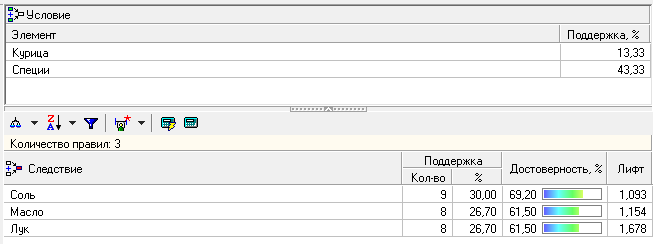 Условие
Элемент Поддержка, %
Курица 13,33
Специи 43,33
Количество правил: 3
Следствие Поддержка Достоверность, % Лифт
Кол-во %
Соль 9 30,00 69,20 1,093
Масло 8 26,70 61,50 1,154
Лук 8 26,70 61,50 1,678